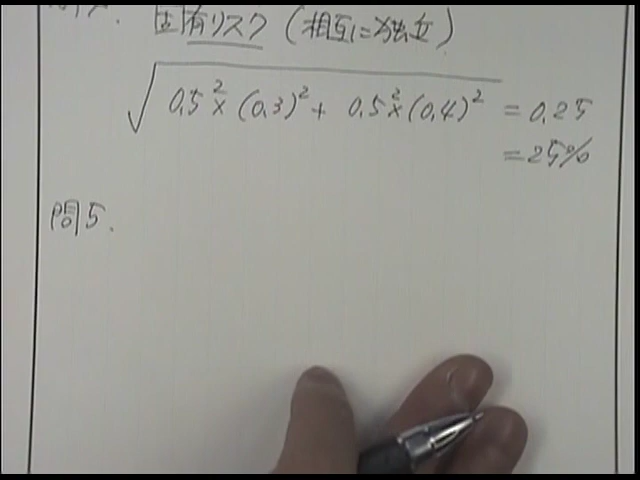 固有リスク (相互に独立)
√(0.5² × (0.3)² + 0.5² × (0.4)²) = 0.25
= 25%
問5.